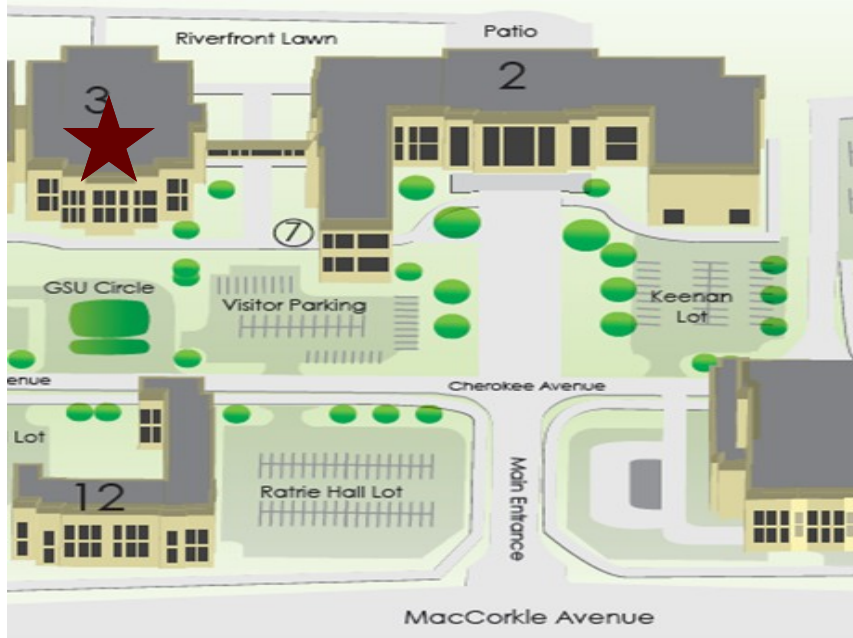 Patio
Riverfront Lawn
3
2
7
GSU Circle
Visitor Parking
Keenan
Lot
enue
Cherokee Avenue
Lot
12
Ratrie Hall Lot
Main Entrance
MacCorkle Avenue